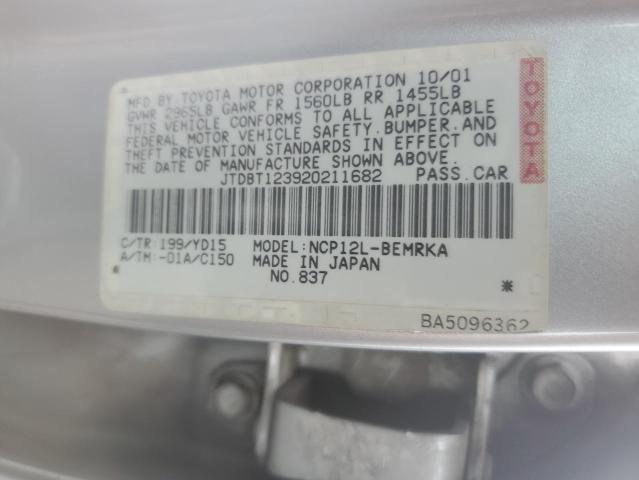 MFD BY TOYOTA MOTOR CORPORATION 10/01
GVWR 2965LB GAWR FR 1560LB RR 1455LB
THIS VEHICLE CONFORMS TO ALL APPLICABLE
FEDERAL MOTOR VEHICLE SAFETY, BUMPER, AND
THEFT PREVENTION STANDARDS IN EFFECT ON
THE DATE OF MANUFACTURE SHOWN ABOVE.
JTDBT123920211682 PASS.CAR
TOYOTA
C/TR:199/YD15 MODEL:NCP12L-BEMRKA
A/TM:-01A/C150 MADE IN JAPAN
NO.837
*
BA5096362